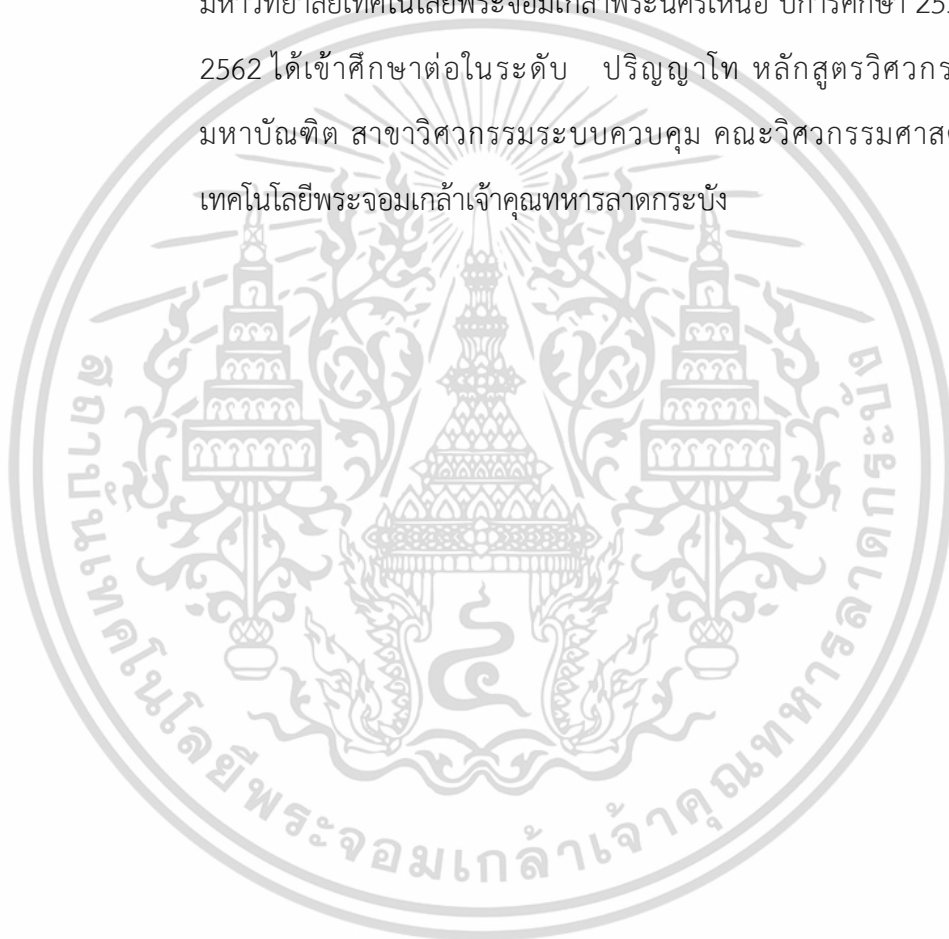 มหาวิทยาลัยเทคโนโลยีพระจอมเกล้าพระนครเหนือ ปีการศึกษา
2562 ได้เข้าศึกษาต่อในระดับ ปริญญาโท หลักสูตรวิศวกร
มหาบัณฑิต สาขาวิศวกรรมระบบควบคุม คณะวิศวกรรมศาส
เทคโนโลยีพระจอมเกล้าเจ้าคุณทหารลาดกระบัง
สถาบันเทคโนโลยีพระจอมเกล้าเจ้าคุณทหารลาดกระบัง
๔